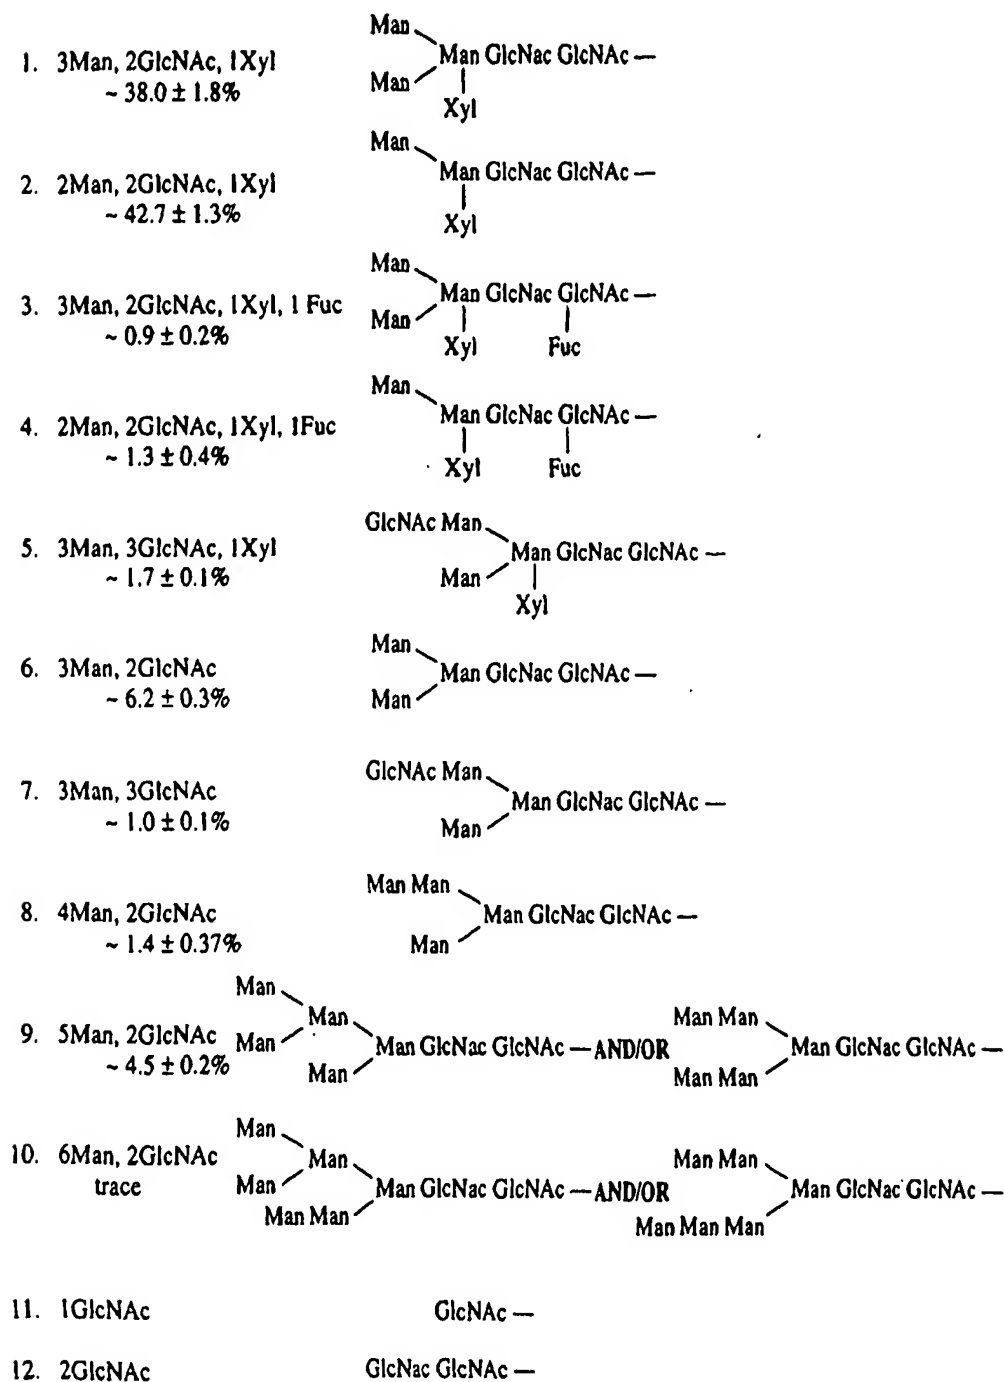 Man
1. 3Man, 2GlcNAc, 1Xyl
Man GlcNac GlcNAc —
~ 38.0 ± 1.8%
Man
Xyl
Man
2. 2Man, 2GlcNAc, 1Xyl
Man GlcNac GlcNAc —
~ 42.7 ± 1.3%
Xyl
Man
3. 3Man, 2GlcNAc, 1Xyl, 1 Fuc
Man GlcNac GlcNAc —
~ 0.9 ± 0.2%
Man
Xyl Fuc
Man
4. 2Man, 2GlcNAc, 1Xyl, 1Fuc
Man GlcNac GlcNAc —
~ 1.3 ± 0.4%
Xyl Fuc
GlcNAc Man
5. 3Man, 3GlcNAc, 1Xyl
Man GlcNac GlcNAc —
~ 1.7 ± 0.1%
Man
Xyl
Man
6. 3Man, 2GlcNAc
Man GlcNac GlcNAc —
~ 6.2 ± 0.3%
Man
GlcNAc Man
7. 3Man, 3GlcNAc
Man GlcNac GlcNAc —
~ 1.0 ± 0.1%
Man
Man Man
8. 4Man, 2GlcNAc
Man GlcNac GlcNAc —
~ 1.4 ± 0.37%
Man
Man
Man Man Man
9. 5Man, 2GlcNAc
Man Man GlcNac GlcNAc — AND/OR Man GlcNac GlcNAc —
~ 4.5 ± 0.2%
Man Man Man
Man
10. 6Man, 2GlcNAc
Man Man Man
trace
Man Man GlcNac GlcNAc — AND/OR Man GlcNac GlcNAc —
Man Man Man Man Man
11. 1GlcNAc GlcNAc —
12. 2GlcNAc GlcNac GlcNAc —